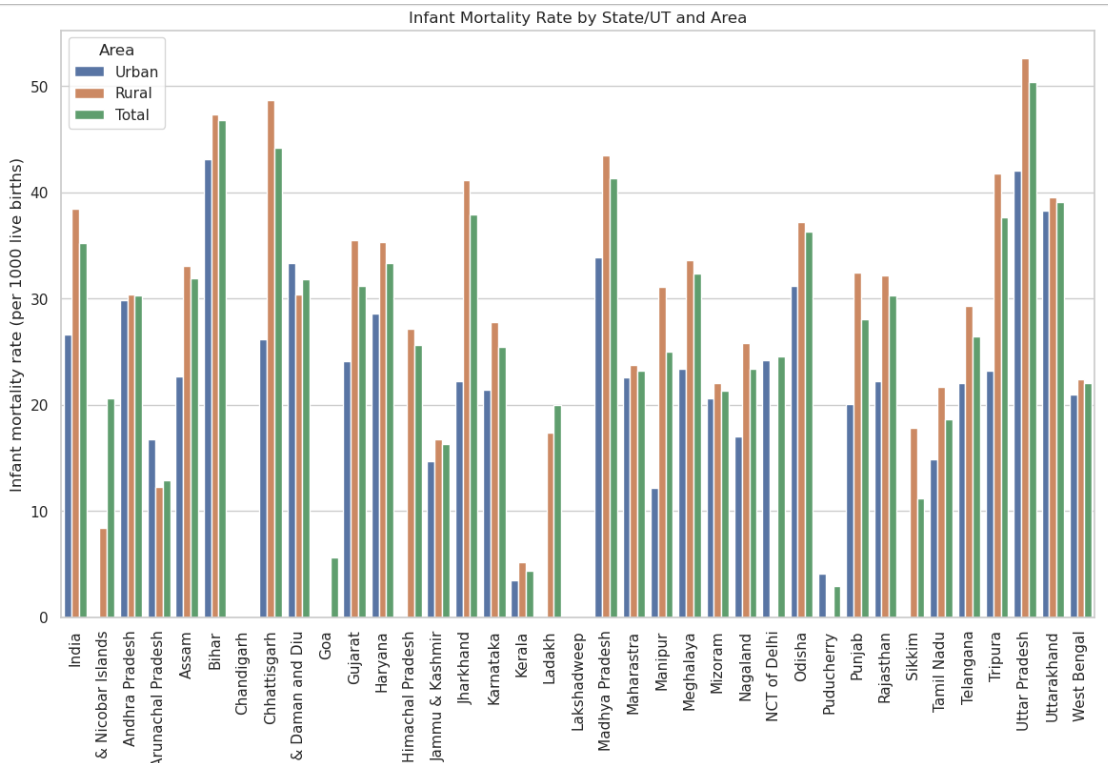 Infant Mortality Rate by State/UT and Area
Area
Urban
Rural
Total
Infant mortality rate (per 1000 live births)
50
40
30
20
10
0
India
& Nicobar Islands
Andhra Pradesh
Arunachal Pradesh
Assam
Bihar
Chandigarh
Chhattisgarh
& Daman and Diu
Goa
Gujarat
Haryana
Himachal Pradesh
Jammu & Kashmir
Jharkhand
Karnataka
Kerala
Ladakh
Lakshadweep
Madhya Pradesh
Maharastra
Manipur
Meghalaya
Mizoram
Nagaland
NCT of Delhi
Odisha
Puducherry
Punjab
Rajasthan
Sikkim
Tamil Nadu
Telangana
Tripura
Uttar Pradesh
Uttarakhand
West Bengal